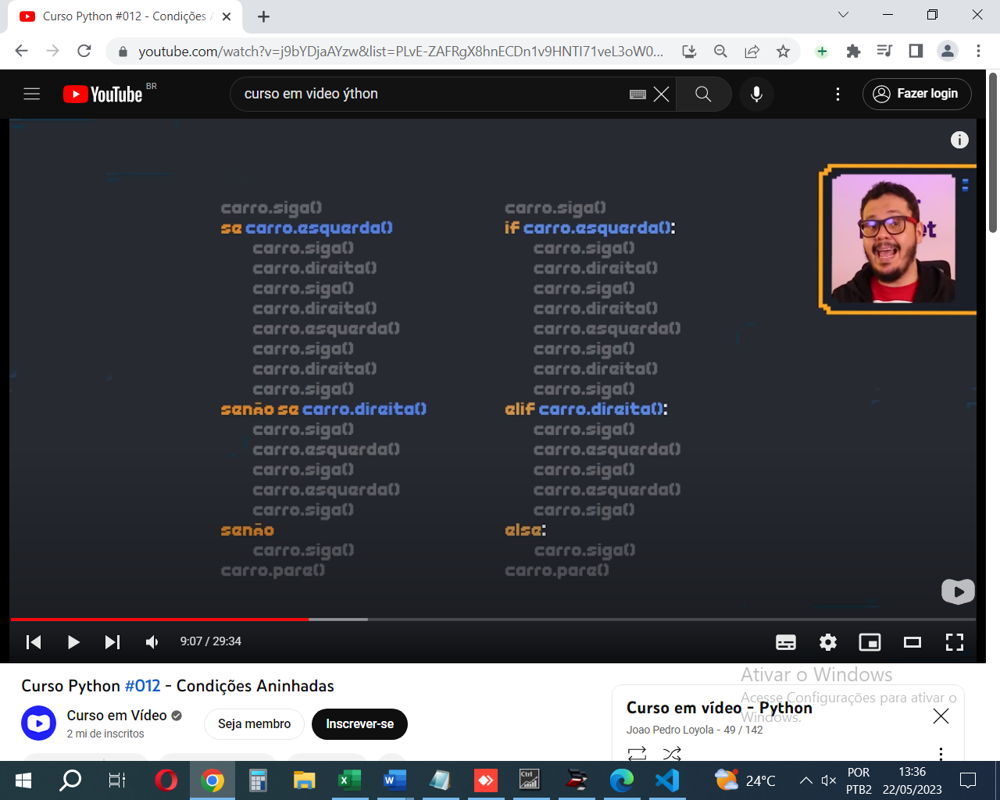 Curso Python #012 - Condições A
youtube.com/watch?v=j9bYDjaAYzw&list=PLvE-ZAFRgX8hnECDn1v9HNTI71veL3oW0...
YouTube BR
curso em video ýthon
Fazer login
carro.siga()
se carro.esquerda()
carro.siga()
carro.direita()
carro.siga()
carro.direita()
carro.esquerda()
carro.siga()
carro.direita()
carro.siga()
senão se carro.direita()
carro.siga()
carro.esquerda()
carro.siga()
carro.esquerda()
carro.siga()
senão
carro.siga()
carro.pare()
carro.siga()
if carro.esquerda():
carro.siga()
carro.direita()
carro.siga()
carro.direita()
carro.esquerda()
carro.siga()
carro.direita()
carro.siga()
elif carro.direita():
carro.siga()
carro.esquerda()
carro.siga()
carro.esquerda()
carro.siga()
else:
carro.siga()
carro.pare()
9:07 / 29:34
Curso Python #012 - Condições Aninhadas
Curso em Vídeo
2 mi de inscritos
Seja membro
Inscrever-se
Ativar o Windows
Acesse Configurações para ativar o
Windows.
Curso em vídeo - Python
Joao Pedro Loyola - 49 / 142
Ctrl
24°C
POR
PTB2
13:36
22/05/2023